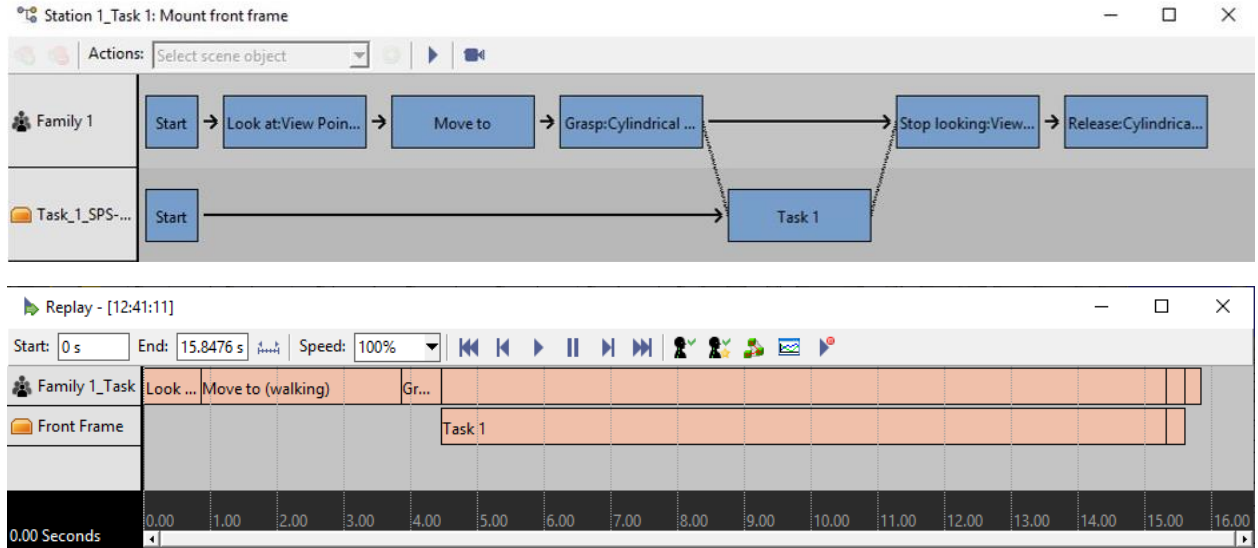 Station 1_Task 1: Mount front frame
Actions: Select scene object
Family 1
Start Look at:View Poin... Move to Grasp:Cylindrical ... Stop looking:View... Release:Cylindrica...
Task_1_SPS-...
Start Task 1
Replay - [12:41:11]
Start: 0 s End: 15.8476 s Speed: 100%
Family 1_Task Look ... Move to (walking) Gr...
Front Frame Task 1
0.00 1.00 2.00 3.00 4.00 5.00 6.00 7.00 8.00 9.00 10.00 11.00 12.00 13.00 14.00 15.00 16.00
0.00 Seconds